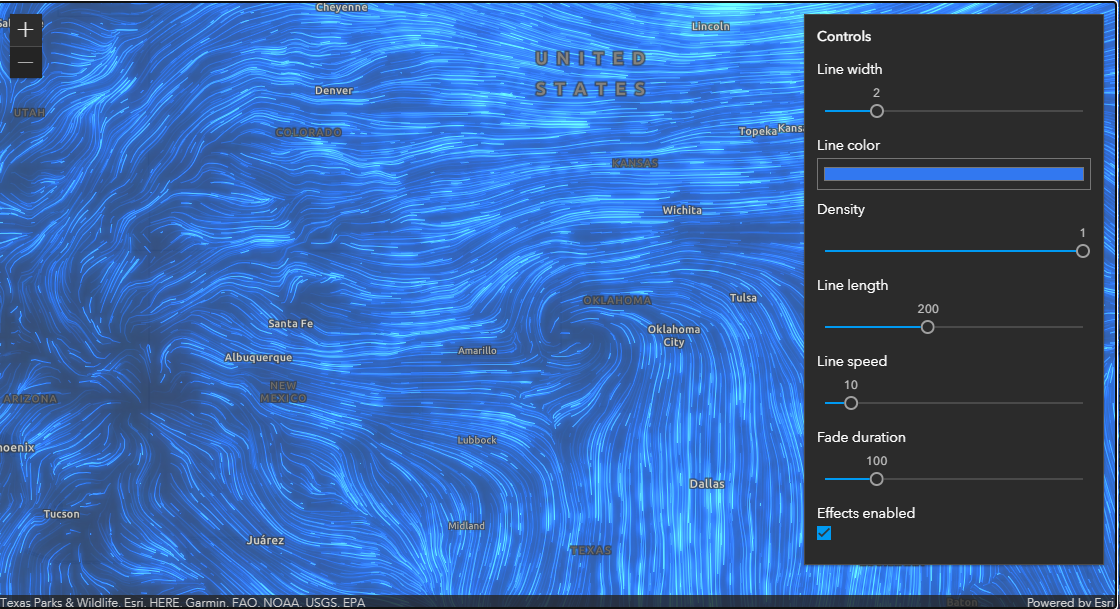 Cheyenne
Lincoln
UNITED
STATES
Denver
UTAH
COLORADO
Topeka
KANSAS
Wichita
OKLAHOMA
Tulsa
Santa Fe
Oklahoma
City
Albuquerque
Amarillo
NEW
MEXICO
ARIZONA
Lubbock
hoenix
Dallas
Tucson
Midland
Juárez
TEXAS
Texas Parks & Wildlife, Esri, HERE, Garmin, FAO, NOAA, USGS, EPA
Controls
Line width
2
Line color
Density
1
Line length
200
Line speed
10
Fade duration
100
Effects enabled
Powered by Esri